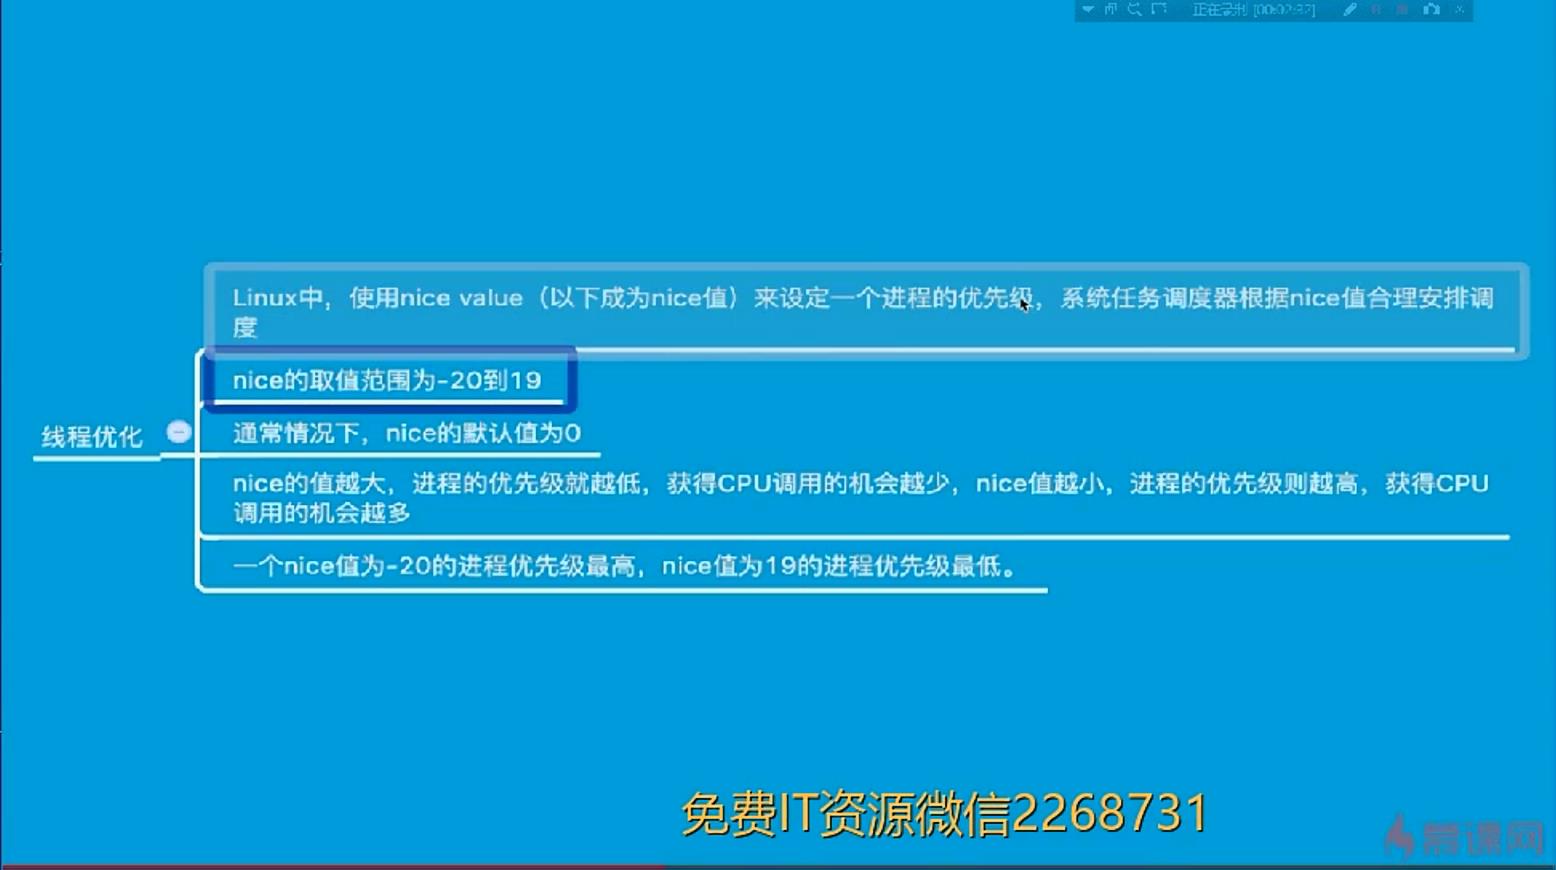 正在录制 [00:02:32]
Linux中，使用nice value（以下成为nice值）来设定一个进程的优先级，系统任务调度器根据nice值合理安排调
度
nice的取值范围为-20到19
线程优化
通常情况下，nice的默认值为0
nice的值越大，进程的优先级就越低，获得CPU调用的机会越少，nice值越小，进程的优先级则越高，获得CPU
调用的机会越多
一个nice值为-20的进程优先级最高，nice值为19的进程优先级最低。
免费IT资源微信2268731
慕课网